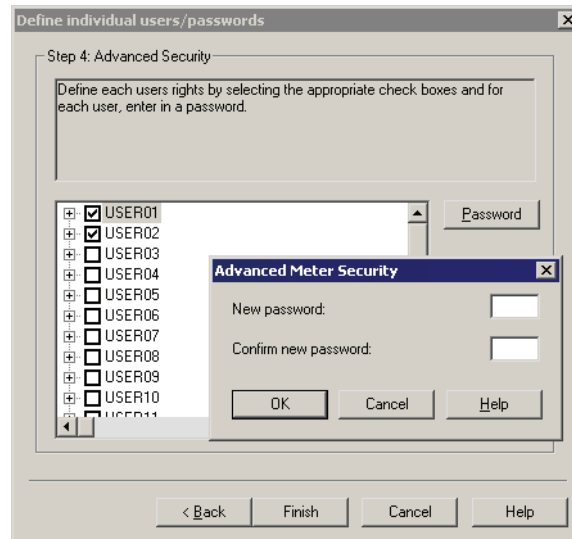 Define individual users/passwords
Step 4: Advanced Security
Define each users rights by selecting the appropriate check boxes and for
each user, enter in a password.
USER01
Password
USER02
USER03
USER04
Advanced Meter Security
USER05
New password:
USER06
USER07
Confirm new password:
USER08
USER09
USER10
OK
Cancel
Help
USER11
< Back
Finish
Cancel
Help